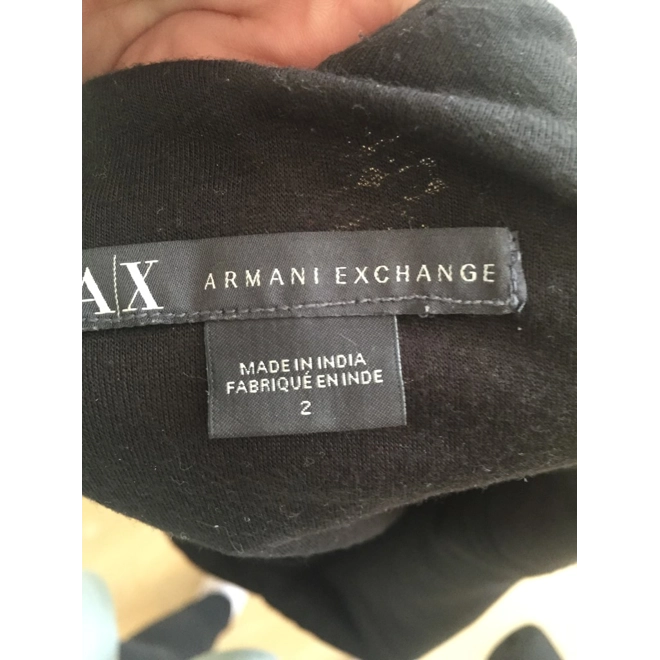 A|X ARMANI EXCHANGE
MADE IN INDIA
FABRIQUÉ EN INDE
2